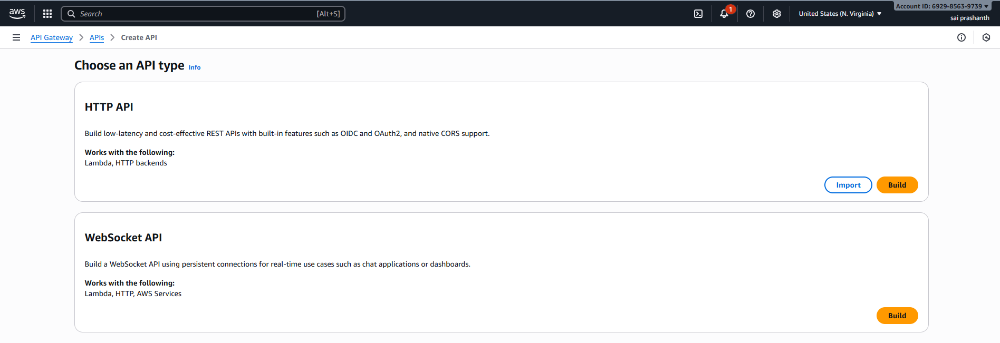 aws
Search
[Alt+S]
1
United States (N. Virginia)
Account ID: 6929-8563-9739
sai prashanth
API Gateway
APIs
Create API
Choose an API type Info
HTTP API
Build low-latency and cost-effective REST APIs with built-in features such as OIDC and OAuth2, and native CORS support.
Works with the following:
Lambda, HTTP backends
Import
Build
WebSocket API
Build a WebSocket API using persistent connections for real-time use cases such as chat applications or dashboards.
Works with the following:
Lambda, HTTP, AWS Services
Build